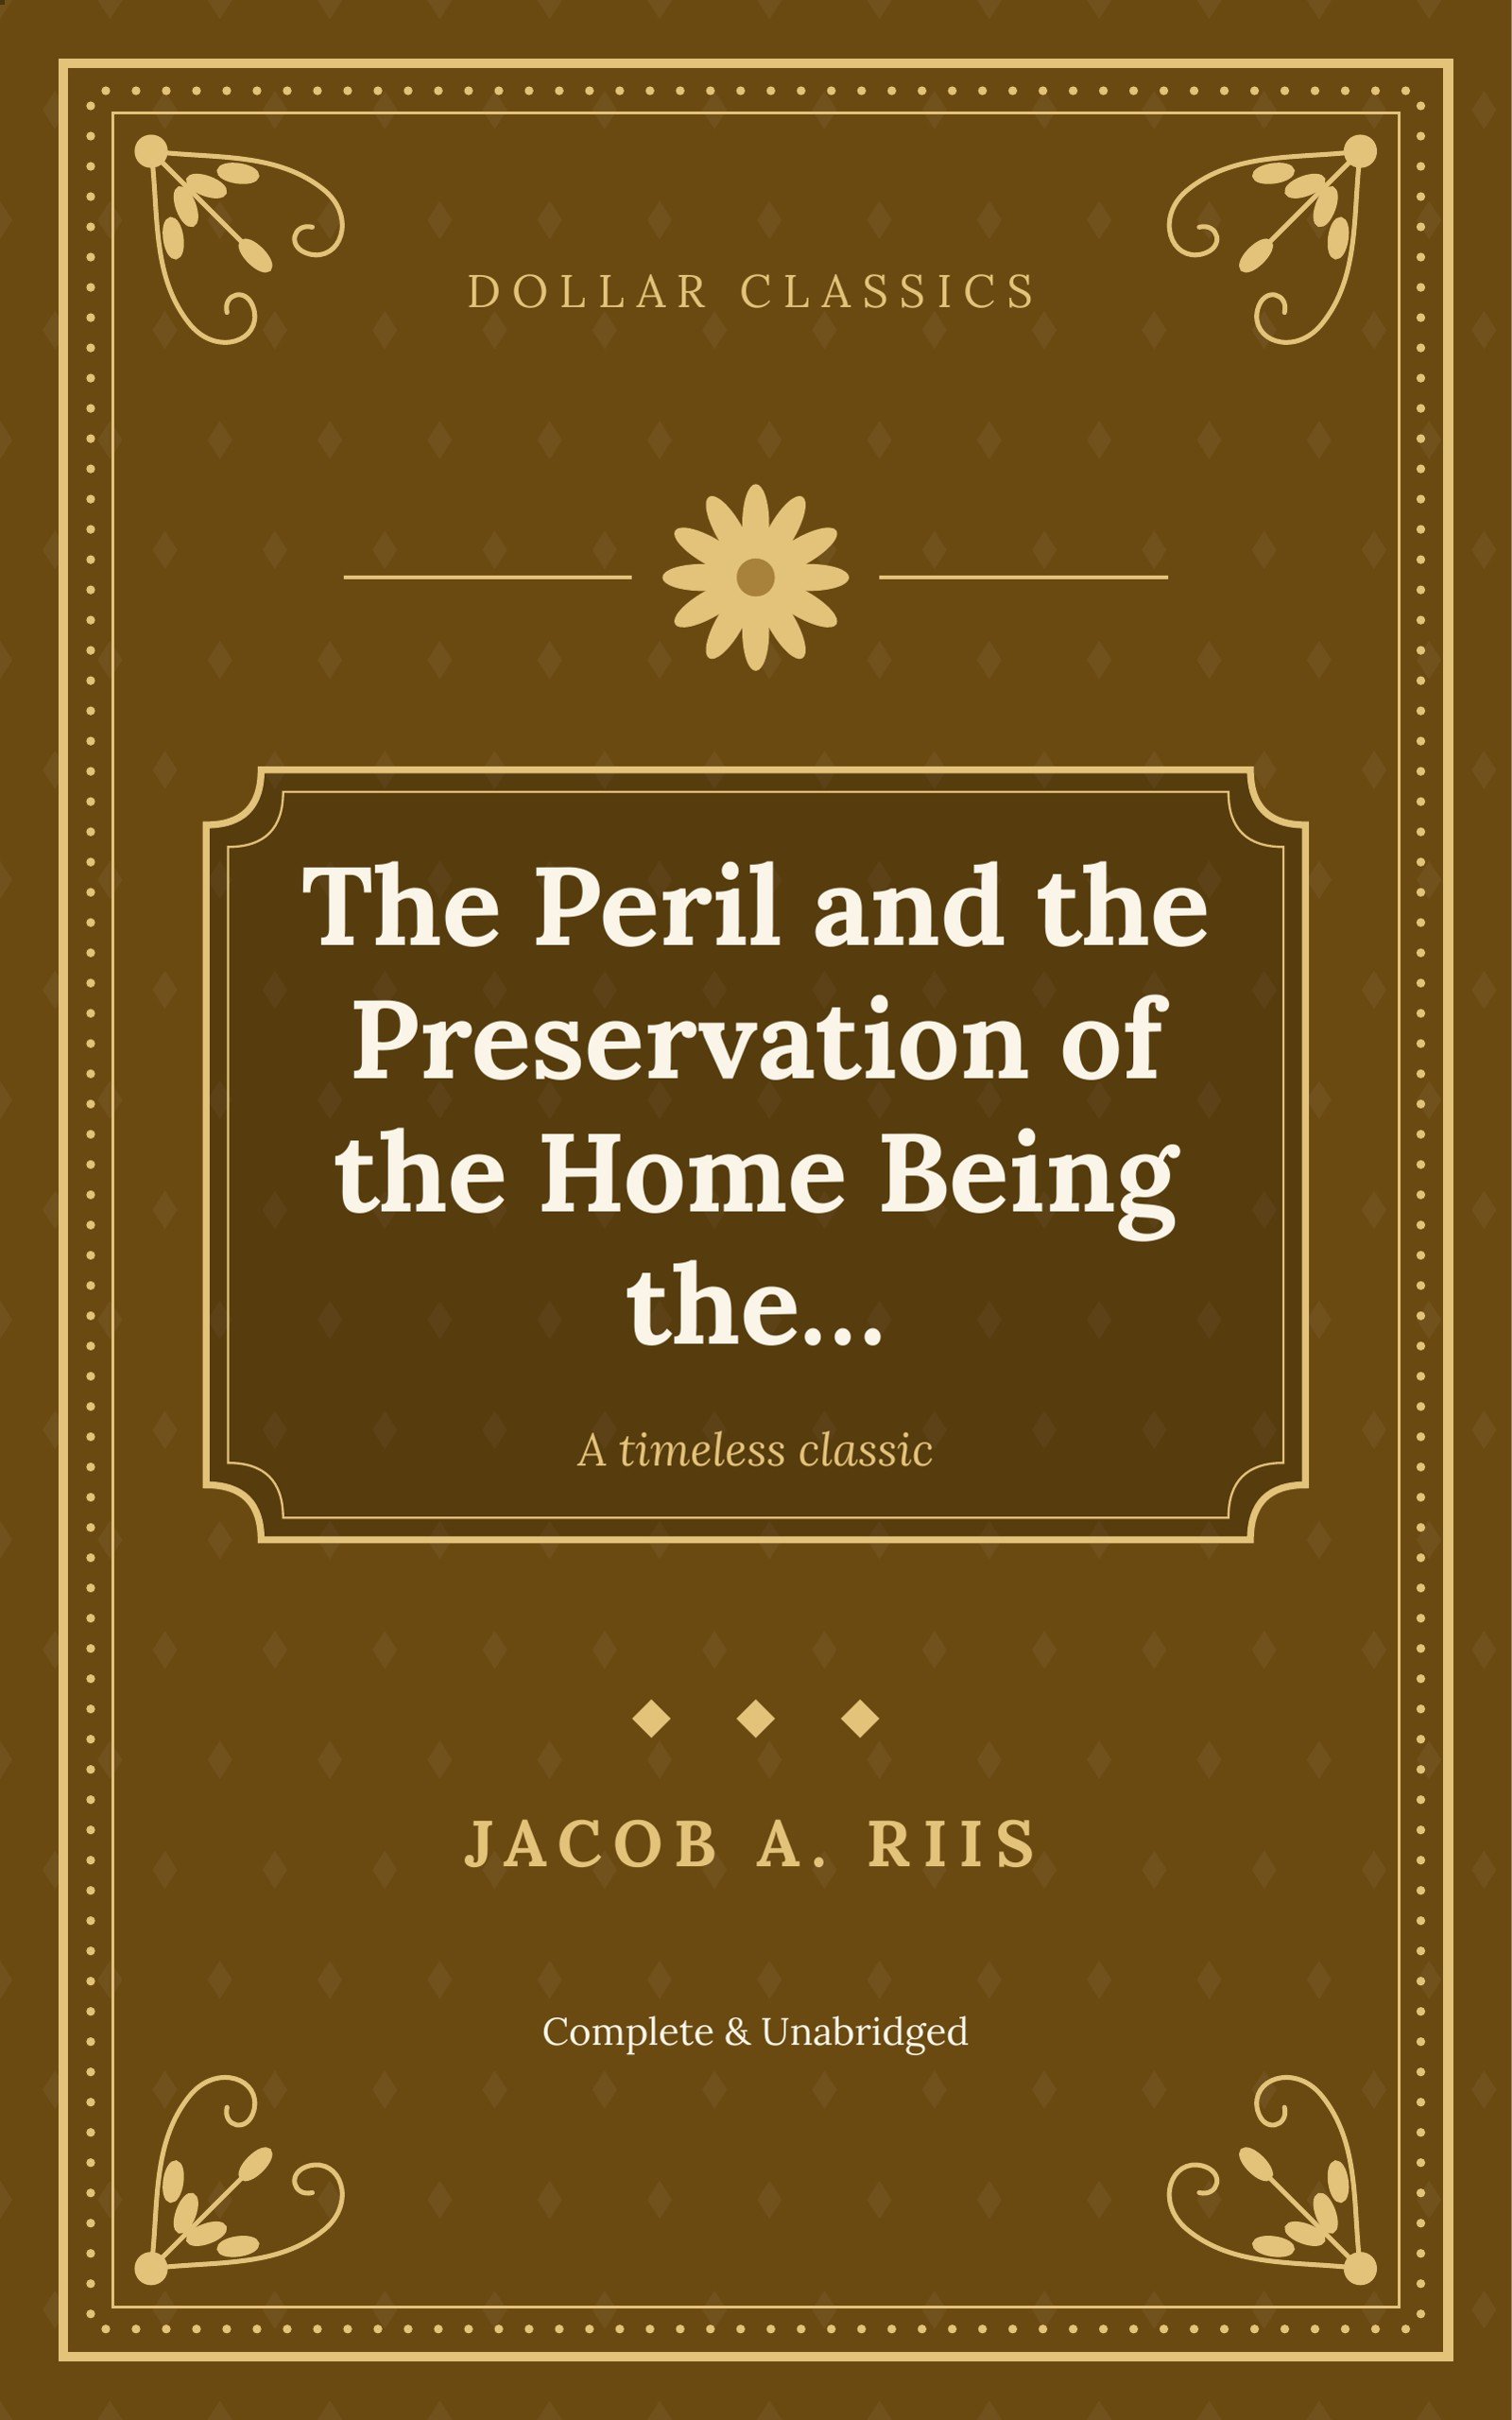 DOLLAR CLASSICS
The Peril and the
Preservation of
the Home Being
the...
A timeless classic
JACOB A. RIIS
Complete & Unabridged